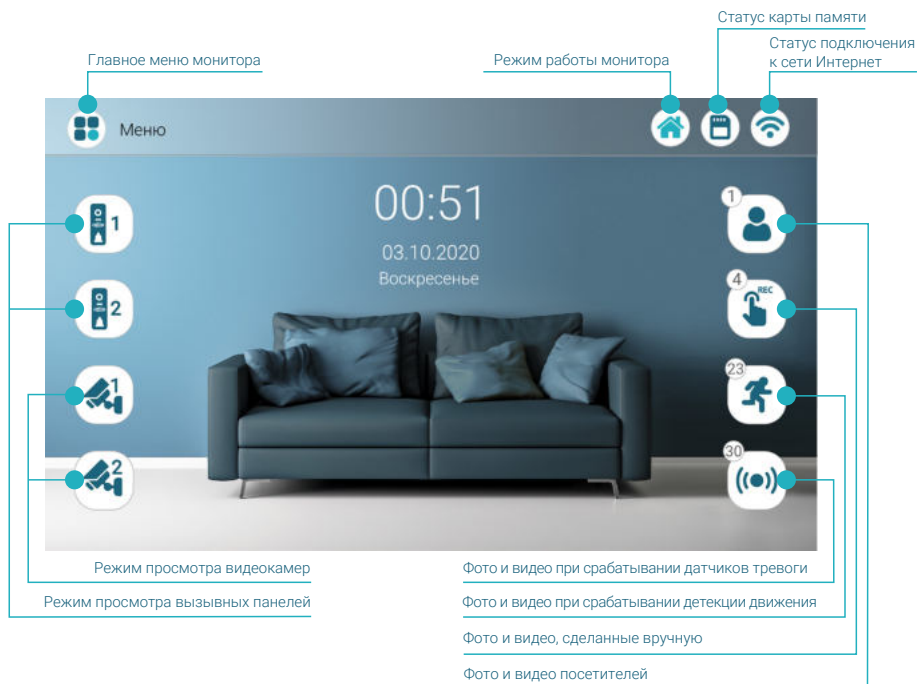 Статус карты памяти
Главное меню монитора
Режим работы монитора
Статус подключения
к сети Интернет
Меню
00:51
03.10.2020
Воскресенье
1
1
2
4
REC
1
23
2
30
Режим просмотра видеокамер
Режим просмотра вызывных панелей
Фото и видео при срабатывании датчиков тревоги
Фото и видео при срабатывании детекции движения
Фото и видео, сделанные вручную
Фото и видео посетителей